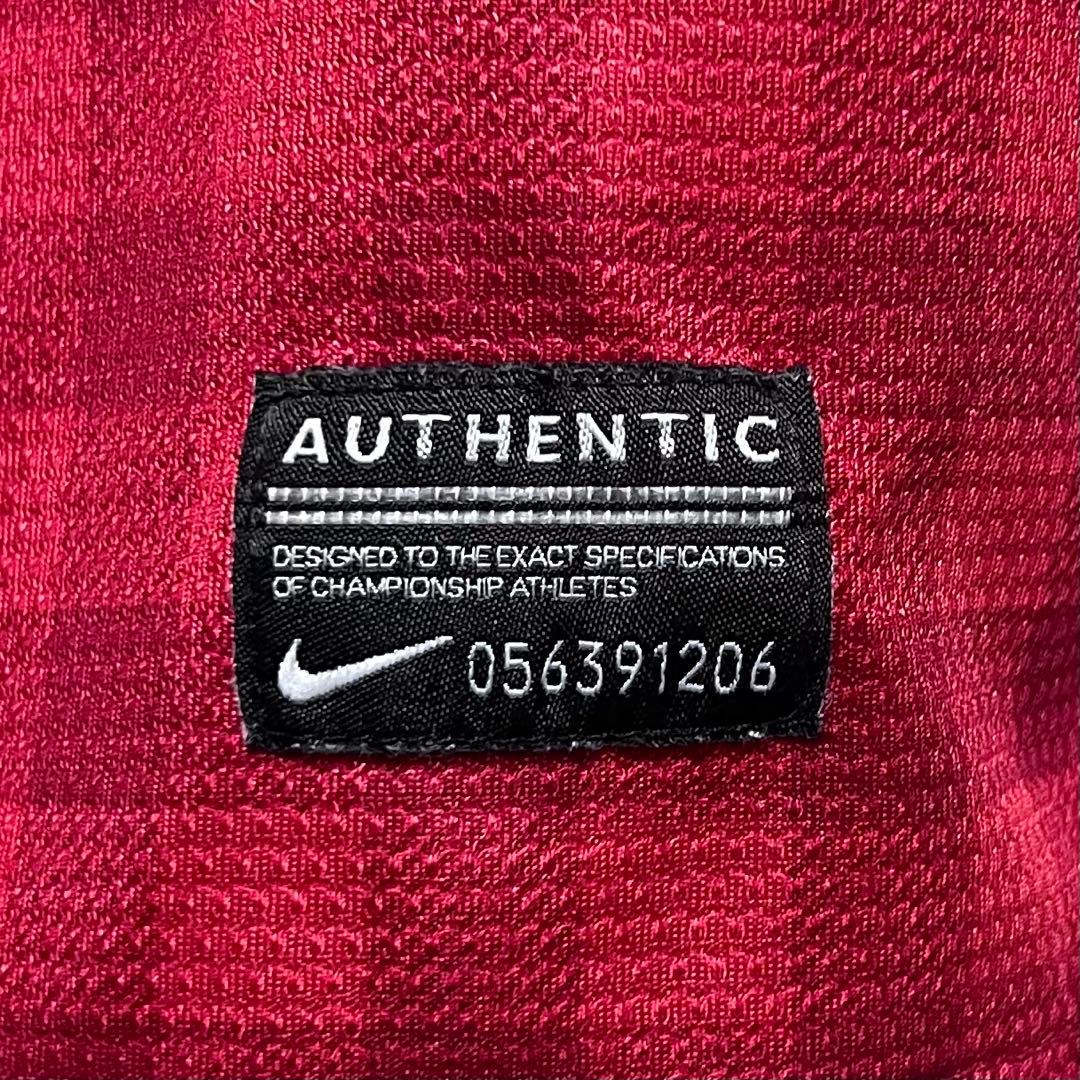 AUTHENTIC
DESIGNED TO THE EXACT SPECIFICATIONS
OF CHAMPIONSHIP ATHLETES
056391206